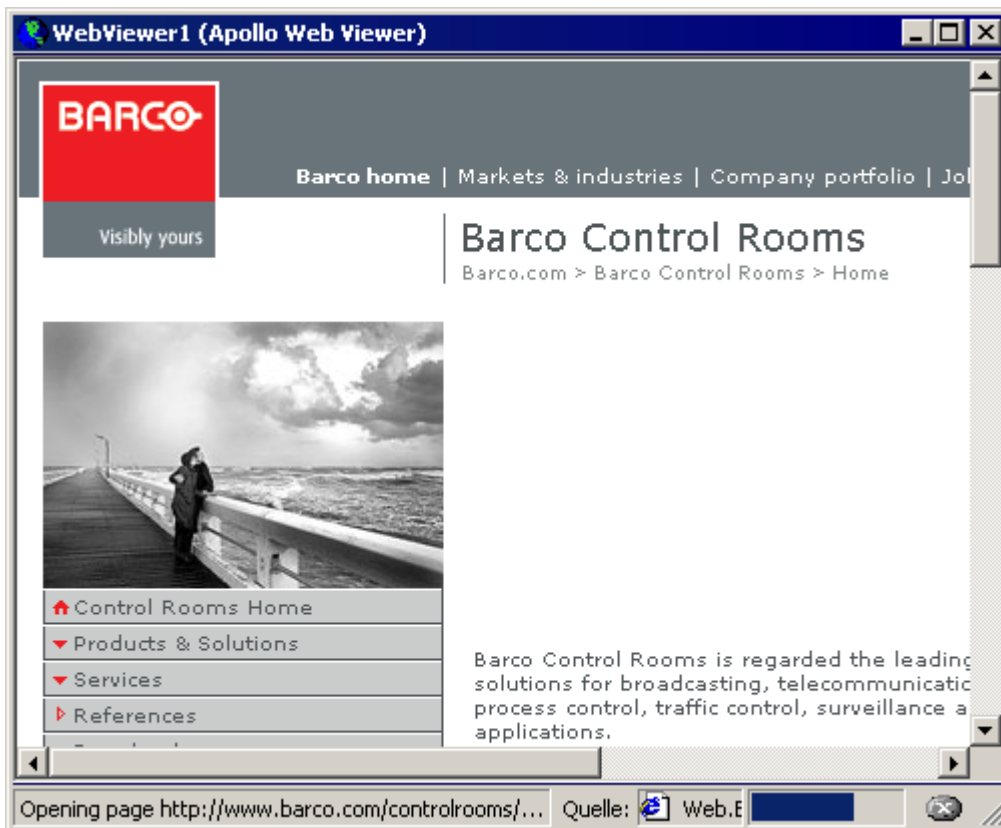 WebViewer1 (Apollo Web Viewer)
BARCO
Visibly yours
Barco home | Markets & industries | Company portfolio |
Barco Control Rooms
Barco.com > Barco Control Rooms > Home
Control Rooms Home
Products & Solutions
Services
References
Barco Control Rooms is regarded the leading
solutions for broadcasting,
process control, traffic control, surveillance
applications.
Opening page http://www.barco.com/controlrooms/... Quelle: